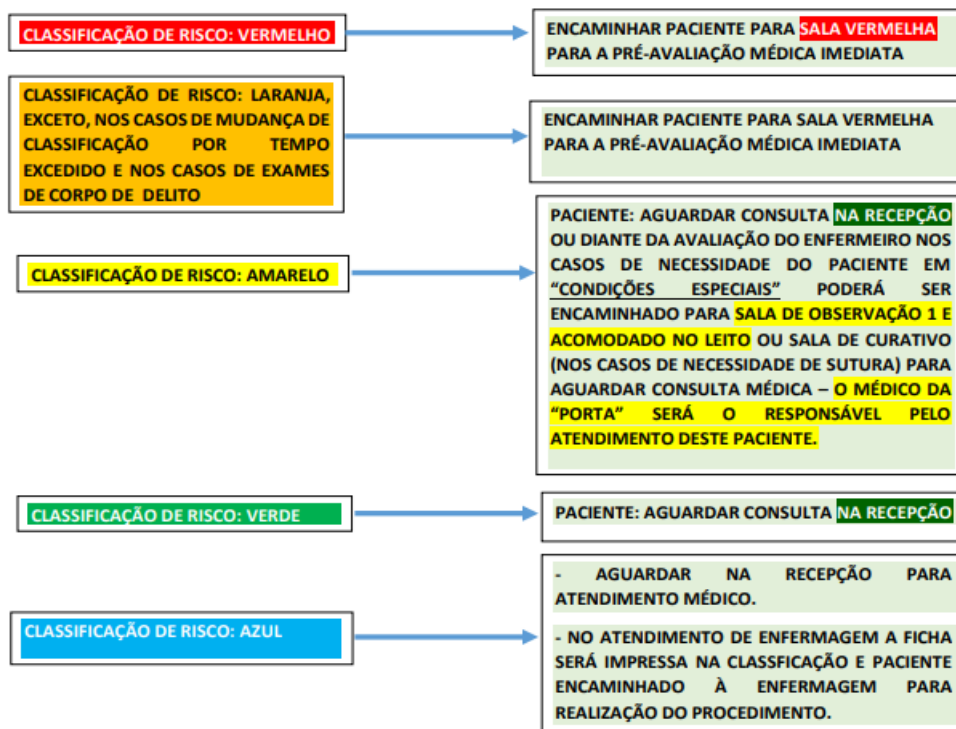 CLASSIFICAÇÃO DE RISCO: VERMELHO
ENCAMINHAR PACIENTE PARA SALA VERMELHA
PARA A PRÉ-AVALIAÇÃO MÉDICA IMEDIATA
CLASSIFICAÇÃO DE RISCO: LARANJA,
EXCETO, NOS CASOS DE MUDANÇA DE
CLASSIFICAÇÃO POR TEMPO
EXCEDIDO E NOS CASOS DE EXAMES
DE CORPO DE DELITO
ENCAMINHAR PACIENTE PARA SALA VERMELHA
PARA A PRÉ-AVALIAÇÃO MÉDICA IMEDIATA
CLASSIFICAÇÃO DE RISCO: AMARELO
PACIENTE: AGUARDAR CONSULTA NA RECEPÇÃO
OU DIANTE DA AVALIAÇÃO DO ENFERMEIRO NOS
CASOS DE NECESSIDADE DO PACIENTE EM
“CONDIÇÕES ESPECIAIS” PODERÁ SER
ENCAMINHADO PARA SALA DE OBSERVAÇÃO 1 E
ACOMODADO NO LEITO OU SALA DE CURATIVO
(NOS CASOS DE NECESSIDADE DE SUTURA) PARA
AGUARDAR CONSULTA MÉDICA – O MÉDICO DA
“PORTA” SERÁ O RESPONSÁVEL PELO
ATENDIMENTO DESTE PACIENTE.
CLASSIFICAÇÃO DE RISCO: VERDE
PACIENTE: AGUARDAR CONSULTA NA RECEPÇÃO
CLASSIFICAÇÃO DE RISCO: AZUL
- AGUARDAR NA RECEPÇÃO PARA
ATENDIMENTO MÉDICO.
- NO ATENDIMENTO DE ENFERMAGEM A FICHA
SERÁ IMPRESSA NA CLASSFICAÇÃO E PACIENTE
ENCAMINHADO À ENFERMAGEM PARA
REALIZAÇÃO DO PROCEDIMENTO.